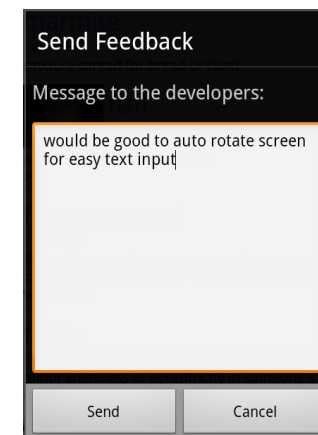 marmite
Send Feedback
Message to the developers:
would be good to auto rotate screen
for easy text input
Send
Cancel